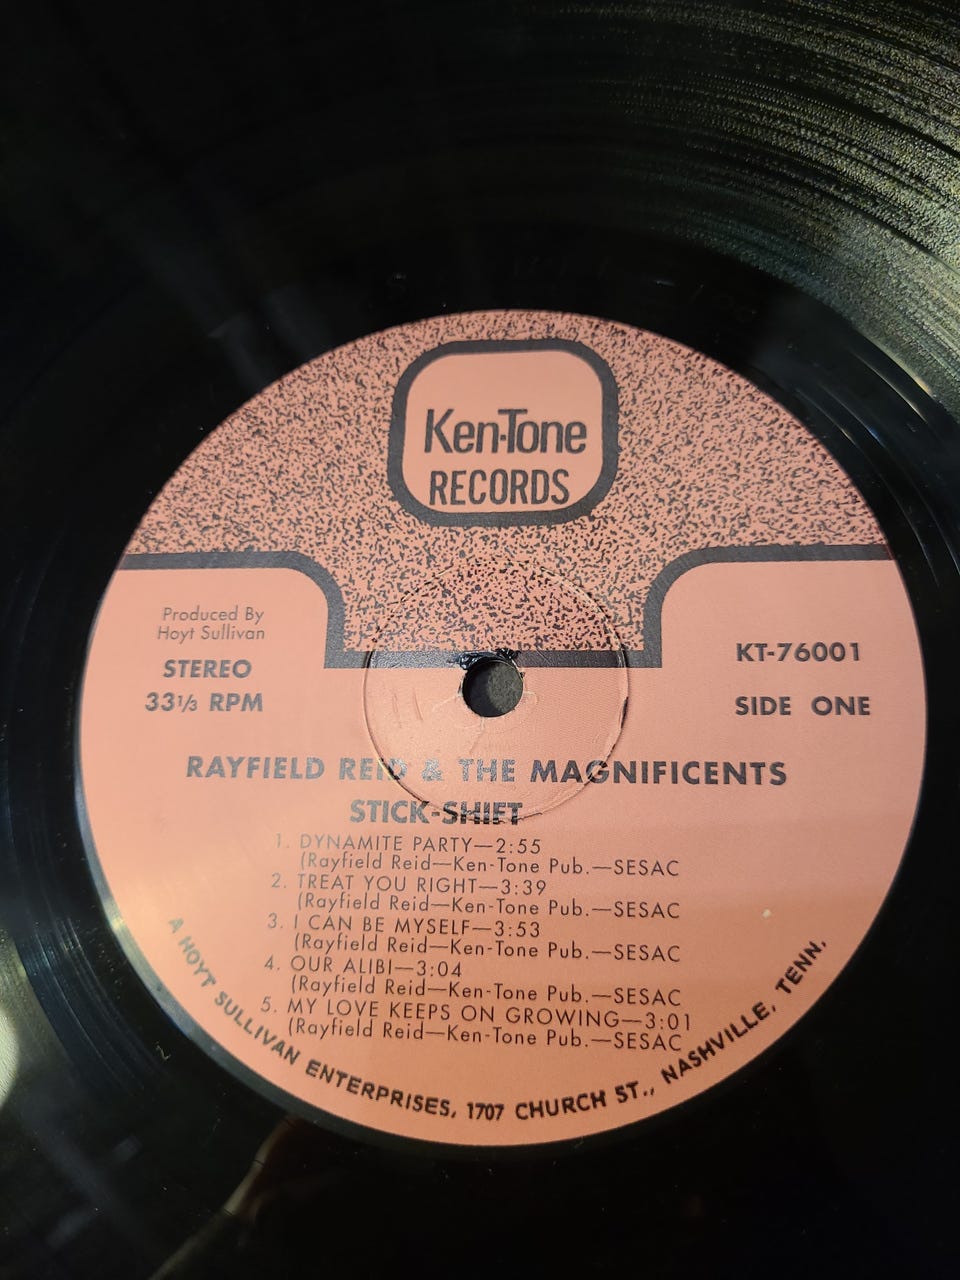 Ken-Tone
RECORDS
Produced By
Hoyt Sullivan
STEREO
33⅓ RPM
KT-76001
SIDE ONE
RAYFIELD REID & THE MAGNIFICENTS
STICK-SHIFT
1. DYNAMITE PARTY—2:55
(Rayfield Reid—Ken-Tone Pub.—SESAC
2. TREAT YOU RIGHT—3:39
(Rayfield Reid—Ken-Tone Pub.—SESAC
3. I CAN BE MYSELF—3:53
(Rayfield Reid—Ken-Tone Pub.—SESAC
4. OUR ALIBI—3:04
(Rayfield Reid—Ken-Tone Pub.—SESAC
5. MY LOVE KEEPS ON GROWING—3:01
(Rayfield Reid—Ken-Tone Pub.—SESAC
A HOYT SULLIVAN ENTERPRISES, 1707 CHURCH ST., NASHVILLE, TENN.